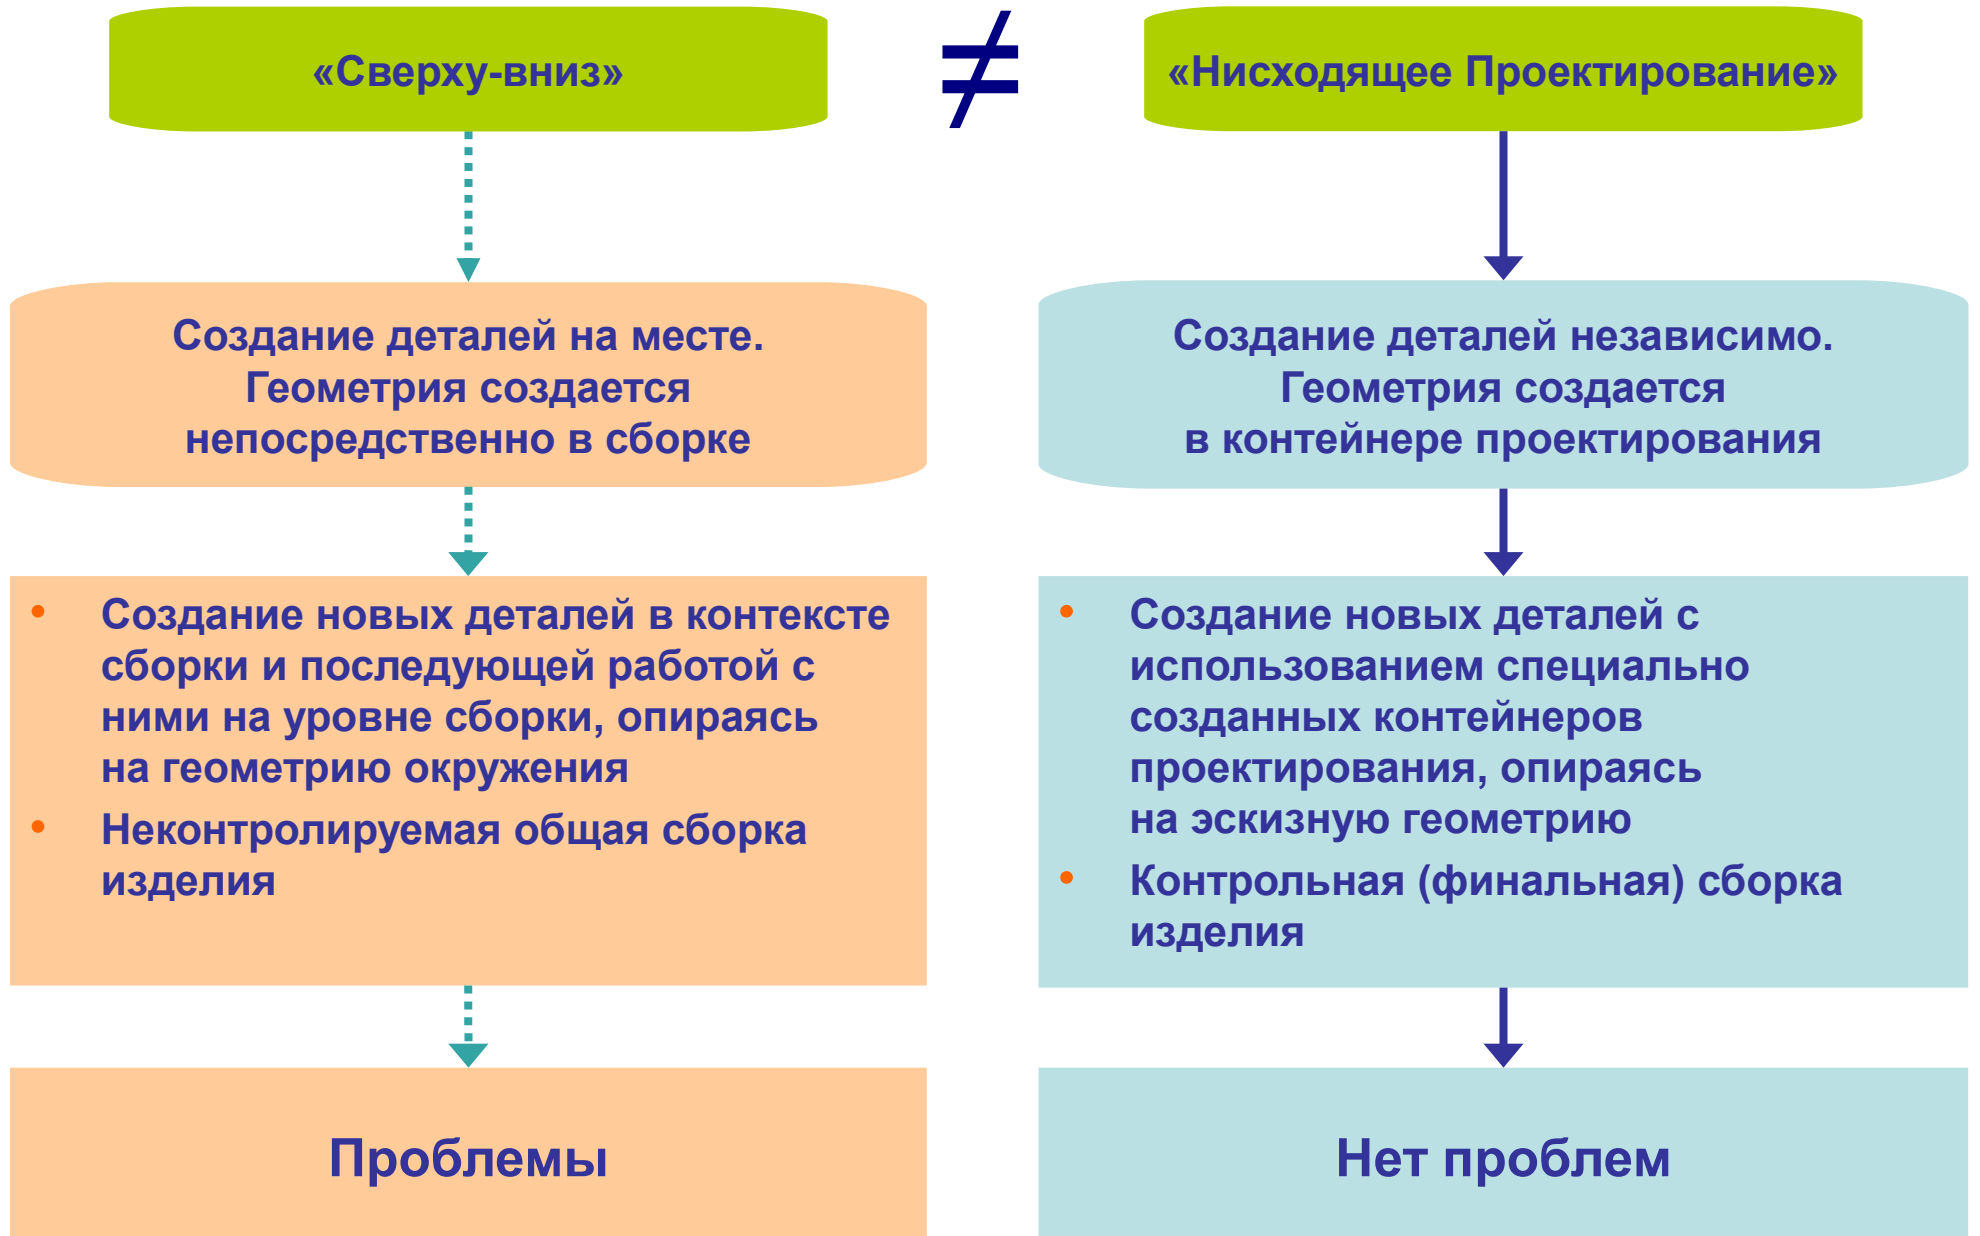 «Сверху-вниз»
≠
«Нисходящее Проектирование»
Создание деталей на месте.
Геометрия создается
непосредственно в сборке
Создание деталей независимо.
Геометрия создается
в контейнере проектирования
• Создание новых деталей в контексте
сборки и последующей работой с
ними на уровне сборки, опираясь
на геометрию окружения
• Неконтролируемая общая сборка
изделия
• Создание новых деталей с
использованием специально
созданных контейнеров
проектирования, опираясь
на эскизную геометрию
• Контрольная (финальная) сборка
изделия
Проблемы
Нет проблем